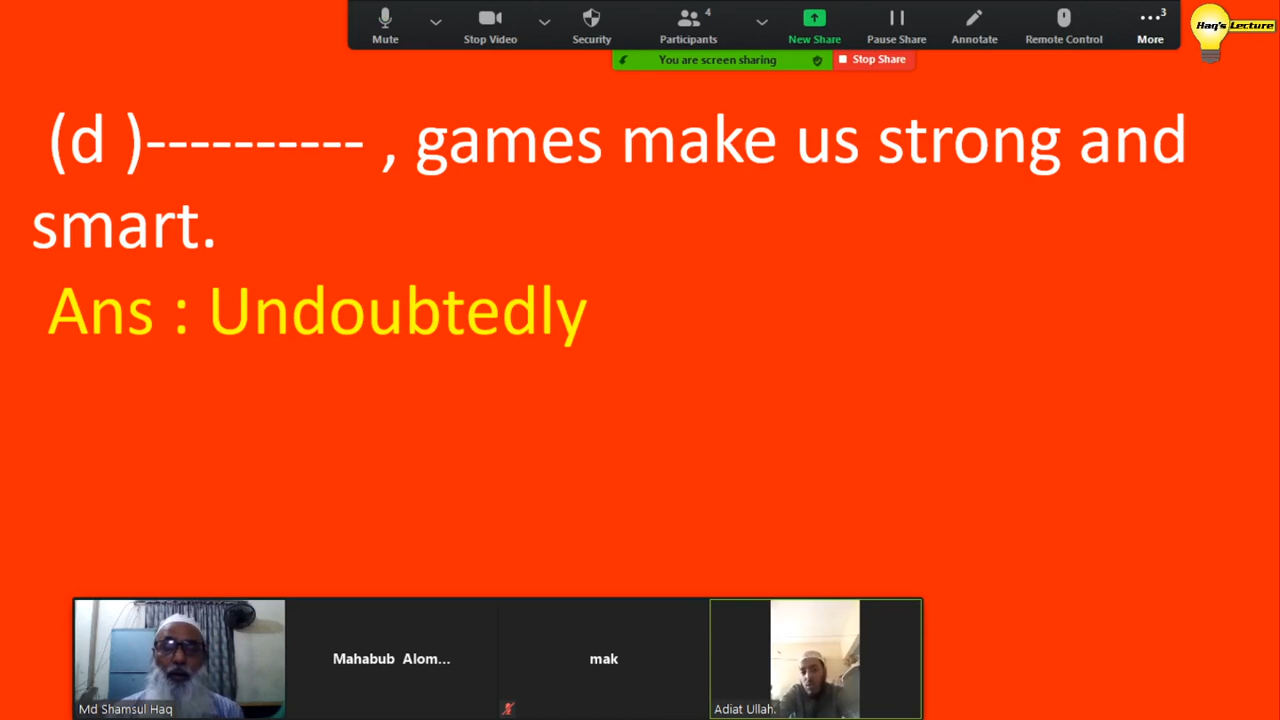 Mute
Stop Video
Security
4
Participants
New Share
Pause Share
Annotate
Remote Control
3
More
Haq's Lecture
You are screen sharing
Stop Share
(d )---------- , games make us strong and
smart.
Ans : Undoubtedly
Md Shamsul Haq
Mahabub Alom...
mak
Adiat Ullah.